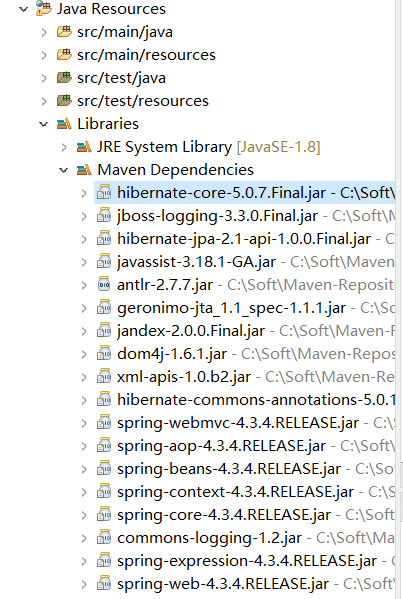 Java Resources
src/main/java
src/main/resources
src/test/java
src/test/resources
Libraries
JRE System Library [JavaSE-1.8]
Maven Dependencies
hibernate-core-5.0.7.Final.jar - C:\Soft\
jboss-logging-3.3.0.Final.jar - C:\Soft\M
hibernate-jpa-2.1-api-1.0.0.Final.jar - C:
javassist-3.18.1-GA.jar - C:\Soft\Maven-
antlr-2.7.7.jar - C:\Soft\Maven-Reposit
geronimo-jta_1.1_spec-1.1.1.jar - C:\So
jandex-2.0.0.Final.jar - C:\Soft\Maven-R
dom4j-1.6.1.jar - C:\Soft\Maven-Repos
xml-apis-1.0.b2.jar - C:\Soft\Maven-Re
hibernate-commons-annotations-5.0.1
spring-webmvc-4.3.4.RELEASE.jar - C:\
spring-aop-4.3.4.RELEASE.jar - C:\Soft
spring-beans-4.3.4.RELEASE.jar - C:\So
spring-context-4.3.4.RELEASE.jar - C:\S
spring-core-4.3.4.RELEASE.jar - C:\Soft
commons-logging-1.2.jar - C:\Soft\Ma
spring-expression-4.3.4.RELEASE.jar - C
spring-web-4.3.4.RELEASE.jar - C:\Soft